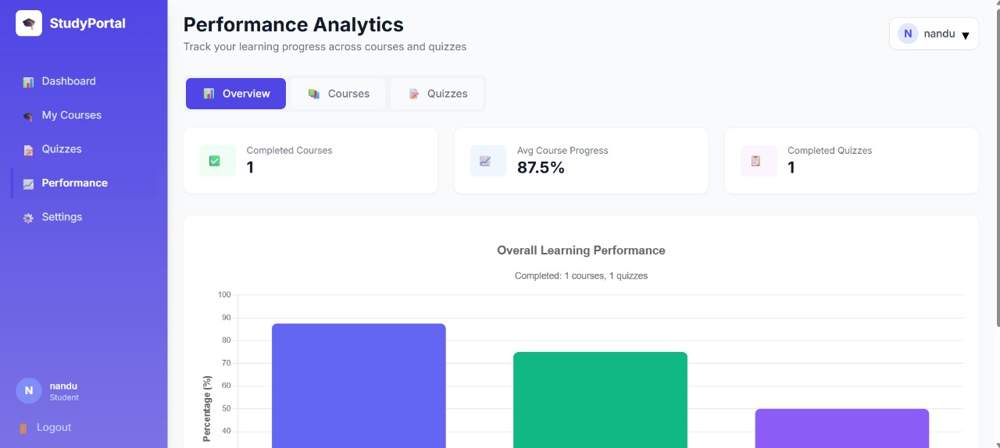 StudyPortal
Dashboard
My Courses
Quizzes
Performance
Settings
N
nandu
Student
Logout
Performance Analytics
Track your learning progress across courses and quizzes
N nandu
Overview
Courses
Quizzes
Completed Courses
1
Avg Course Progress
87.5%
Completed Quizzes
1
Overall Learning Performance
Completed: 1 courses, 1 quizzes
Percentage (%)
100
90
80
70
60
50
40